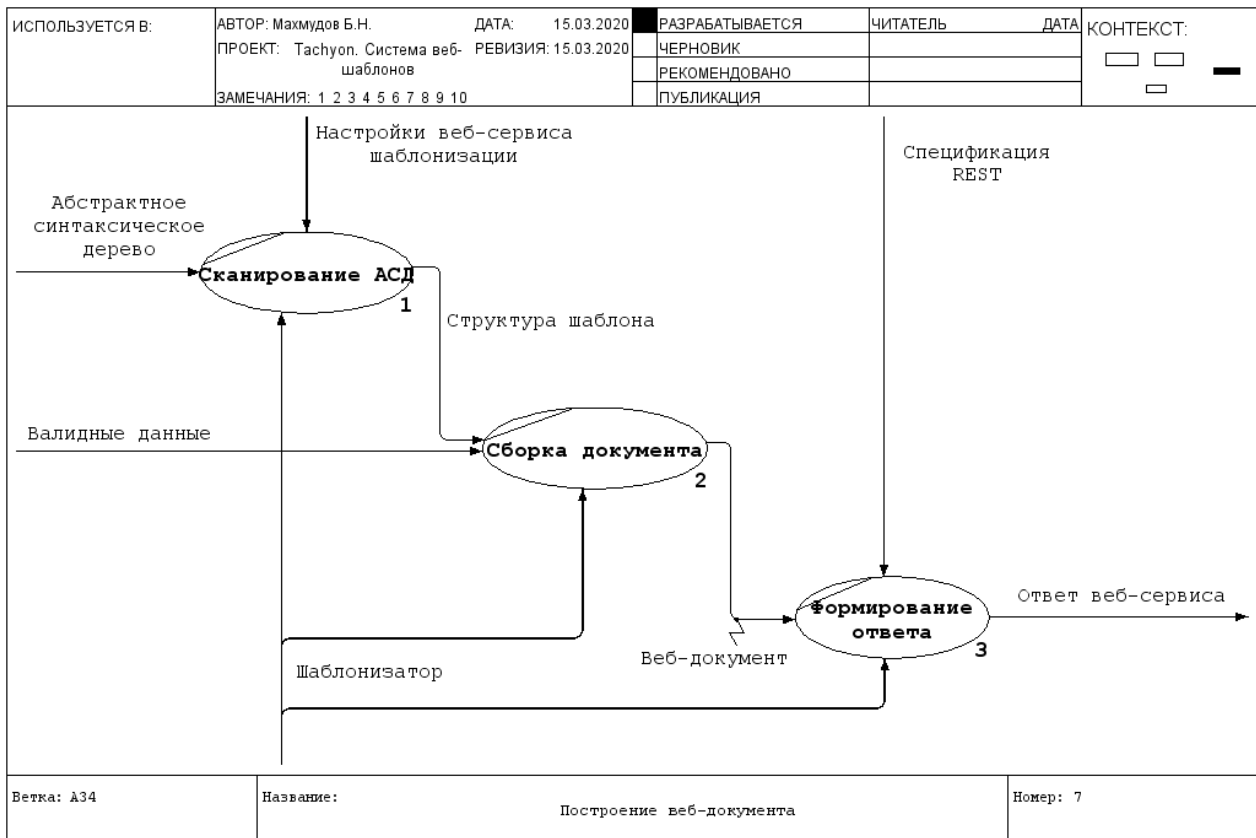 ИСПОЛЬЗУЕТСЯ В:
АВТОР: Махмудов Б.Н.
ДАТА: 15.03.2020
ПРОЕКТ: Tachyon. Система веб-
шаблонов
РЕВИЗИЯ: 15.03.2020
ЗАМЕЧАНИЯ: 1 2 3 4 5 6 7 8 9 10
РАЗРАБАТЫВАЕТСЯ
ЧЕРНОВИК
РЕКОМЕНДОВАНО
ПУБЛИКАЦИЯ
ЧИТАТЕЛЬ
ДАТА
КОНТЕКСТ:
Настройки веб-сервиса
шаблонизации
Спецификация
REST
Абстрактное
синтаксическое
дерево
Сканирование АСД
1
Структура шаблона
Валидные данные
Сборка документа
2
Формирование
ответа
3
Ответ веб-сервиса
Веб-документ
Шаблонизатор
Ветка: A34
Название:
Построение веб-документа
Номер: 7